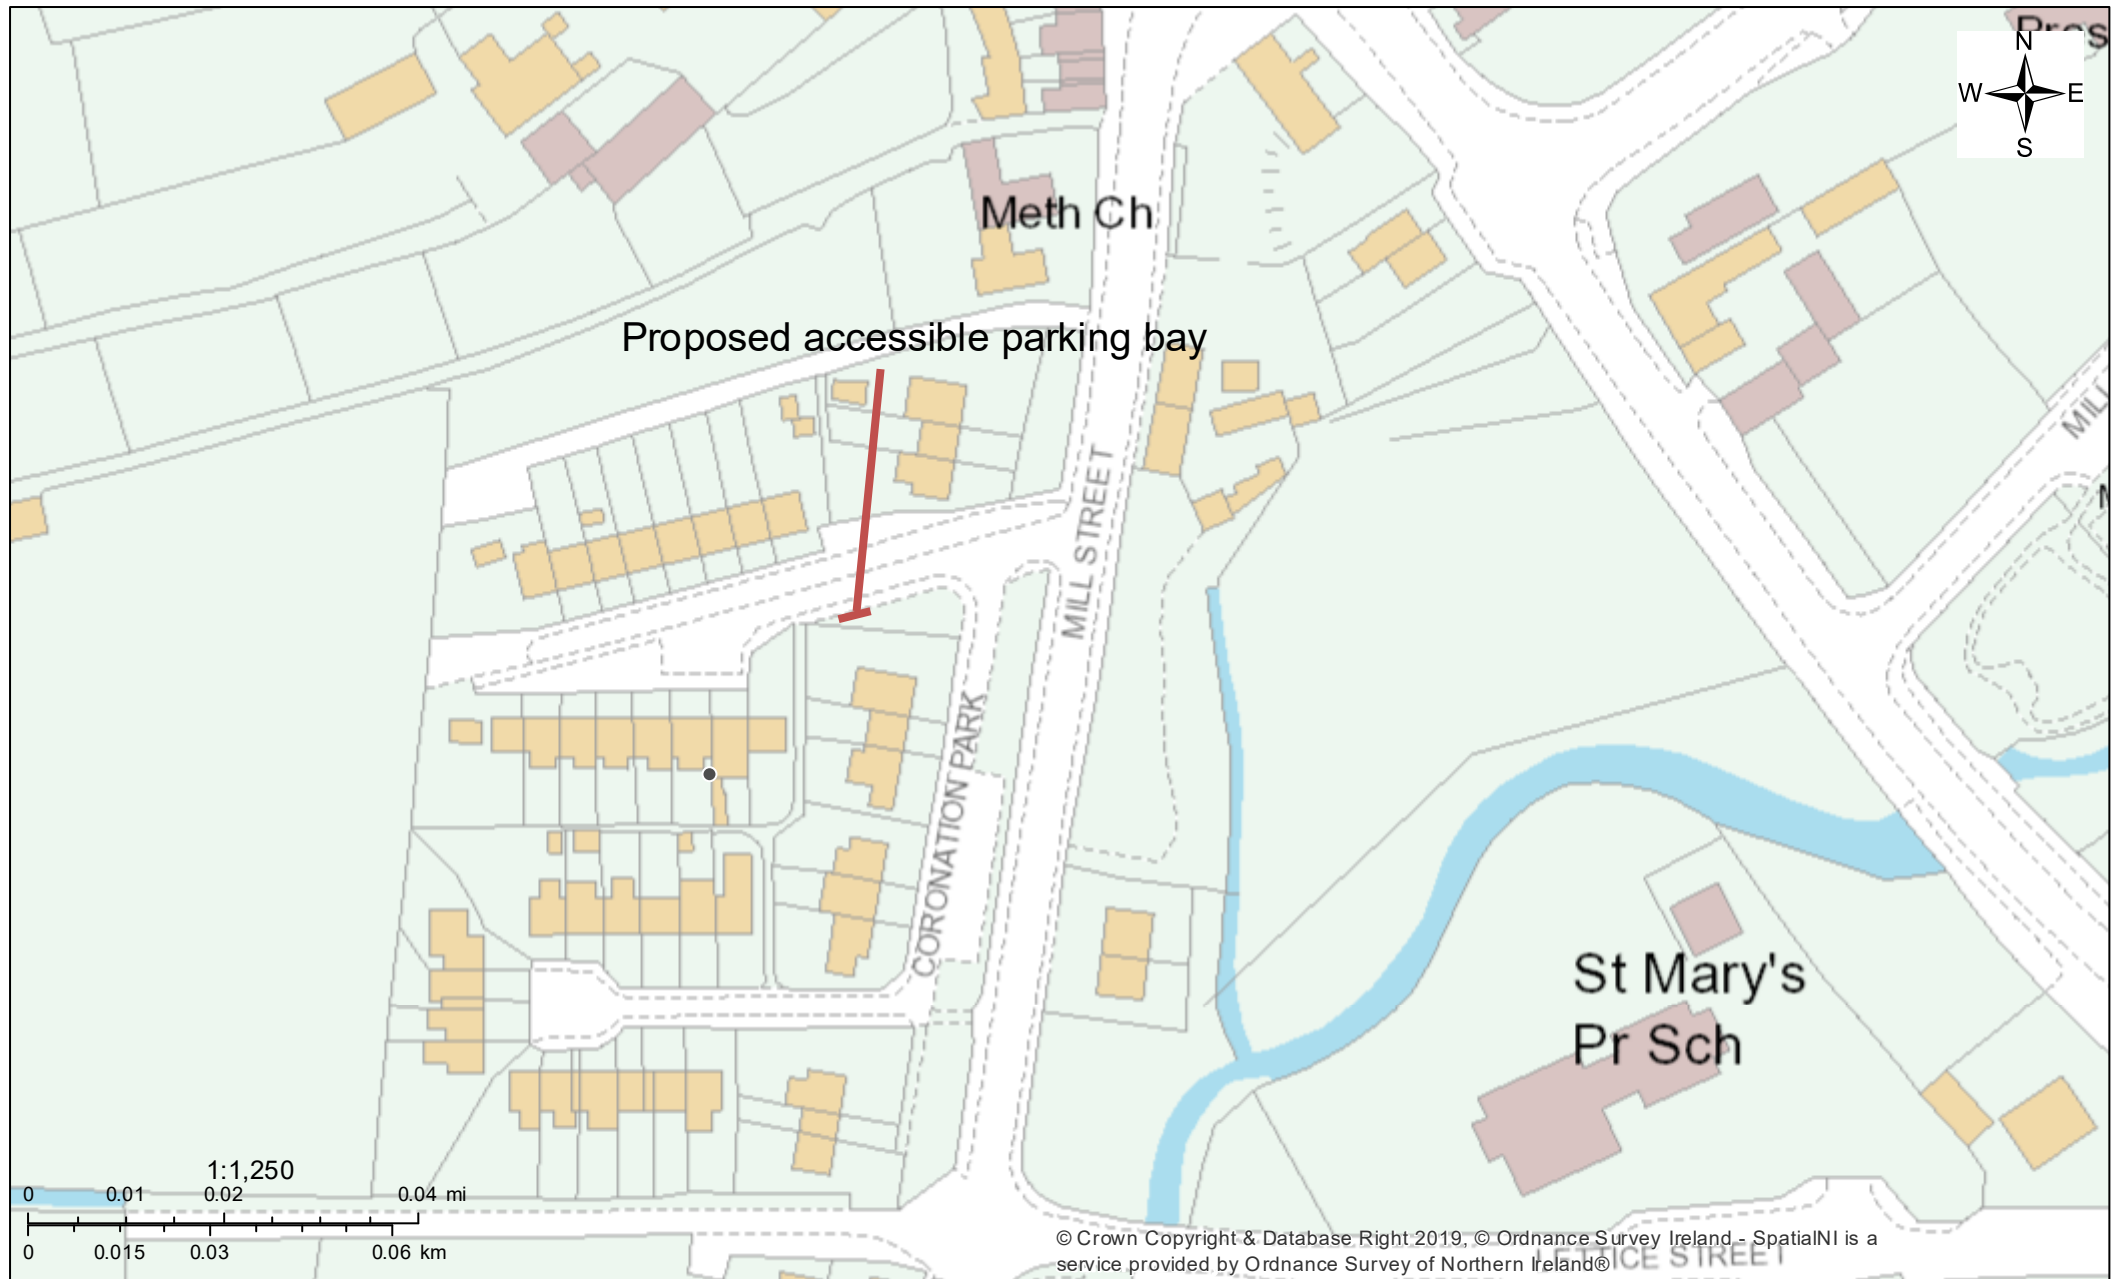 Pres
N
W E
S
Meth Ch
Proposed accessible parking bay
MILL STREET
MILL
CORONATION PARK
St Mary's
Pr Sch
1:1,250
0 0.01 0.02 0.04 mi
0 0.015 0.03 0.06 km
© Crown Copyright & Database Right 2019, © Ordnance Survey Ireland - SpatialNI is a
service provided by Ordnance Survey of Northern Ireland®
LETTICE STREET